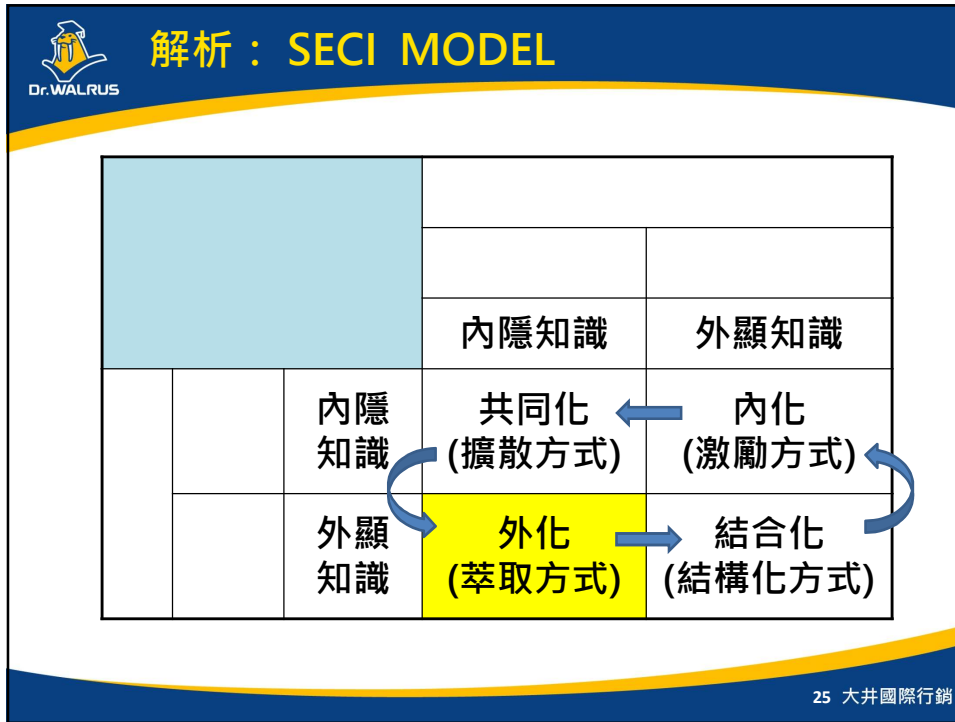 解析：SECI MODEL
Dr.WALRUS
內隱知識 外顯知識
內隱 共同化 內化
知識 (擴散方式) (激勵方式)
外顯 外化 結合化
知識 (萃取方式) (結構化方式)
25 大井國際行銷